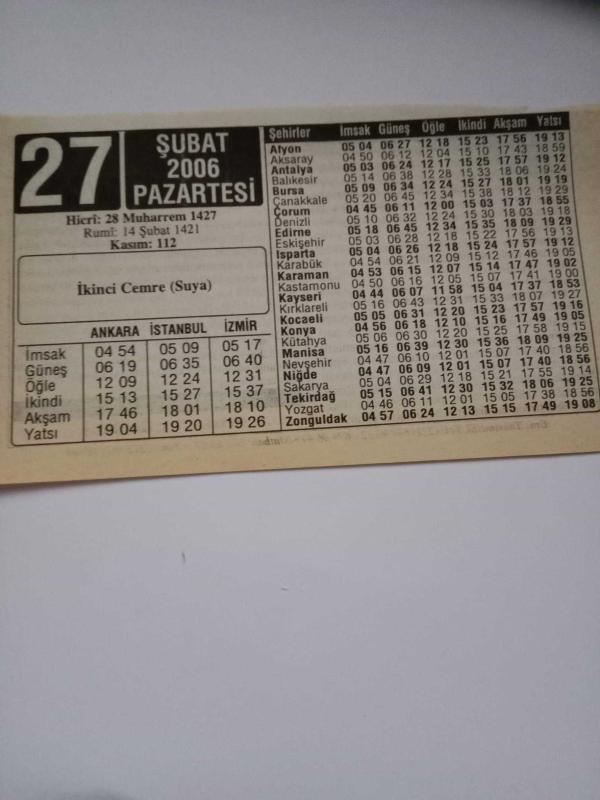 27
ŞUBAT
2006
PAZARTESİ
Hicrî: 28 Muharrem 1427
Rumî: 14 Şubat 1421
Kasım: 112
İkinci Cemre (Suya)
ANKARA İSTANBUL İZMİR
İmsak 04 54 05 09 05 17
Güneş 06 19 06 35 06 40
Öğle 12 09 12 24 12 31
İkindi 15 13 15 27 15 37
Akşam 17 46 18 01 18 10
Yatsı 19 04 19 20 19 26
Şehirler İmsak Güneş Öğle İkindi Akşam Yatsı
Afyon 05 04 06 27 12 18 15 23 17 56 19 13
Aksaray 04 50 06 12 12 04 15 10 17 43 18 59
Antalya 05 03 06 24 12 17 15 25 17 57 19 12
Balıkesir 05 14 06 38 12 28 15 33 18 06 19 24
Bursa 05 09 06 34 12 24 15 27 18 01 19 19
Çanakkale 05 20 06 45 12 34 15 38 18 12 19 29
Çorum 04 45 06 11 12 00 15 03 17 37 18 55
Denizli 05 10 06 32 12 24 15 30 18 03 19 18
Edirne 05 18 06 45 12 34 15 35 18 09 19 29
Eskişehir 05 03 06 28 12 18 15 22 17 56 19 13
Isparta 05 04 06 26 12 18 15 24 17 57 19 12
Karabük 04 54 06 21 12 09 15 12 17 46 19 05
Karaman 04 53 06 15 12 07 15 14 17 47 19 02
Kastamonu 04 50 06 16 12 05 15 07 17 41 19 00
Kayseri 04 44 06 07 11 58 15 04 17 37 18 53
Kırklareli 05 16 06 43 12 31 15 33 18 07 19 27
Kocaeli 05 05 06 31 12 20 15 23 17 57 19 16
Konya 04 56 06 18 12 10 15 16 17 49 19 05
Kütahya 05 06 06 30 12 20 15 25 17 58 19 15
Manisa 05 16 06 39 12 30 15 36 18 09 19 25
Nevşehir 04 47 06 10 12 01 15 07 17 40 18 56
Niğde 04 47 06 09 12 01 15 07 17 40 18 56
Sakarya 05 04 06 29 12 18 15 21 17 55 19 14
Tekirdağ 05 15 06 41 12 30 15 32 18 06 19 25
Yozgat 04 46 06 11 12 01 15 05 17 38 18 56
Zonguldak 04 57 06 24 12 13 15 15 17 49 19 08